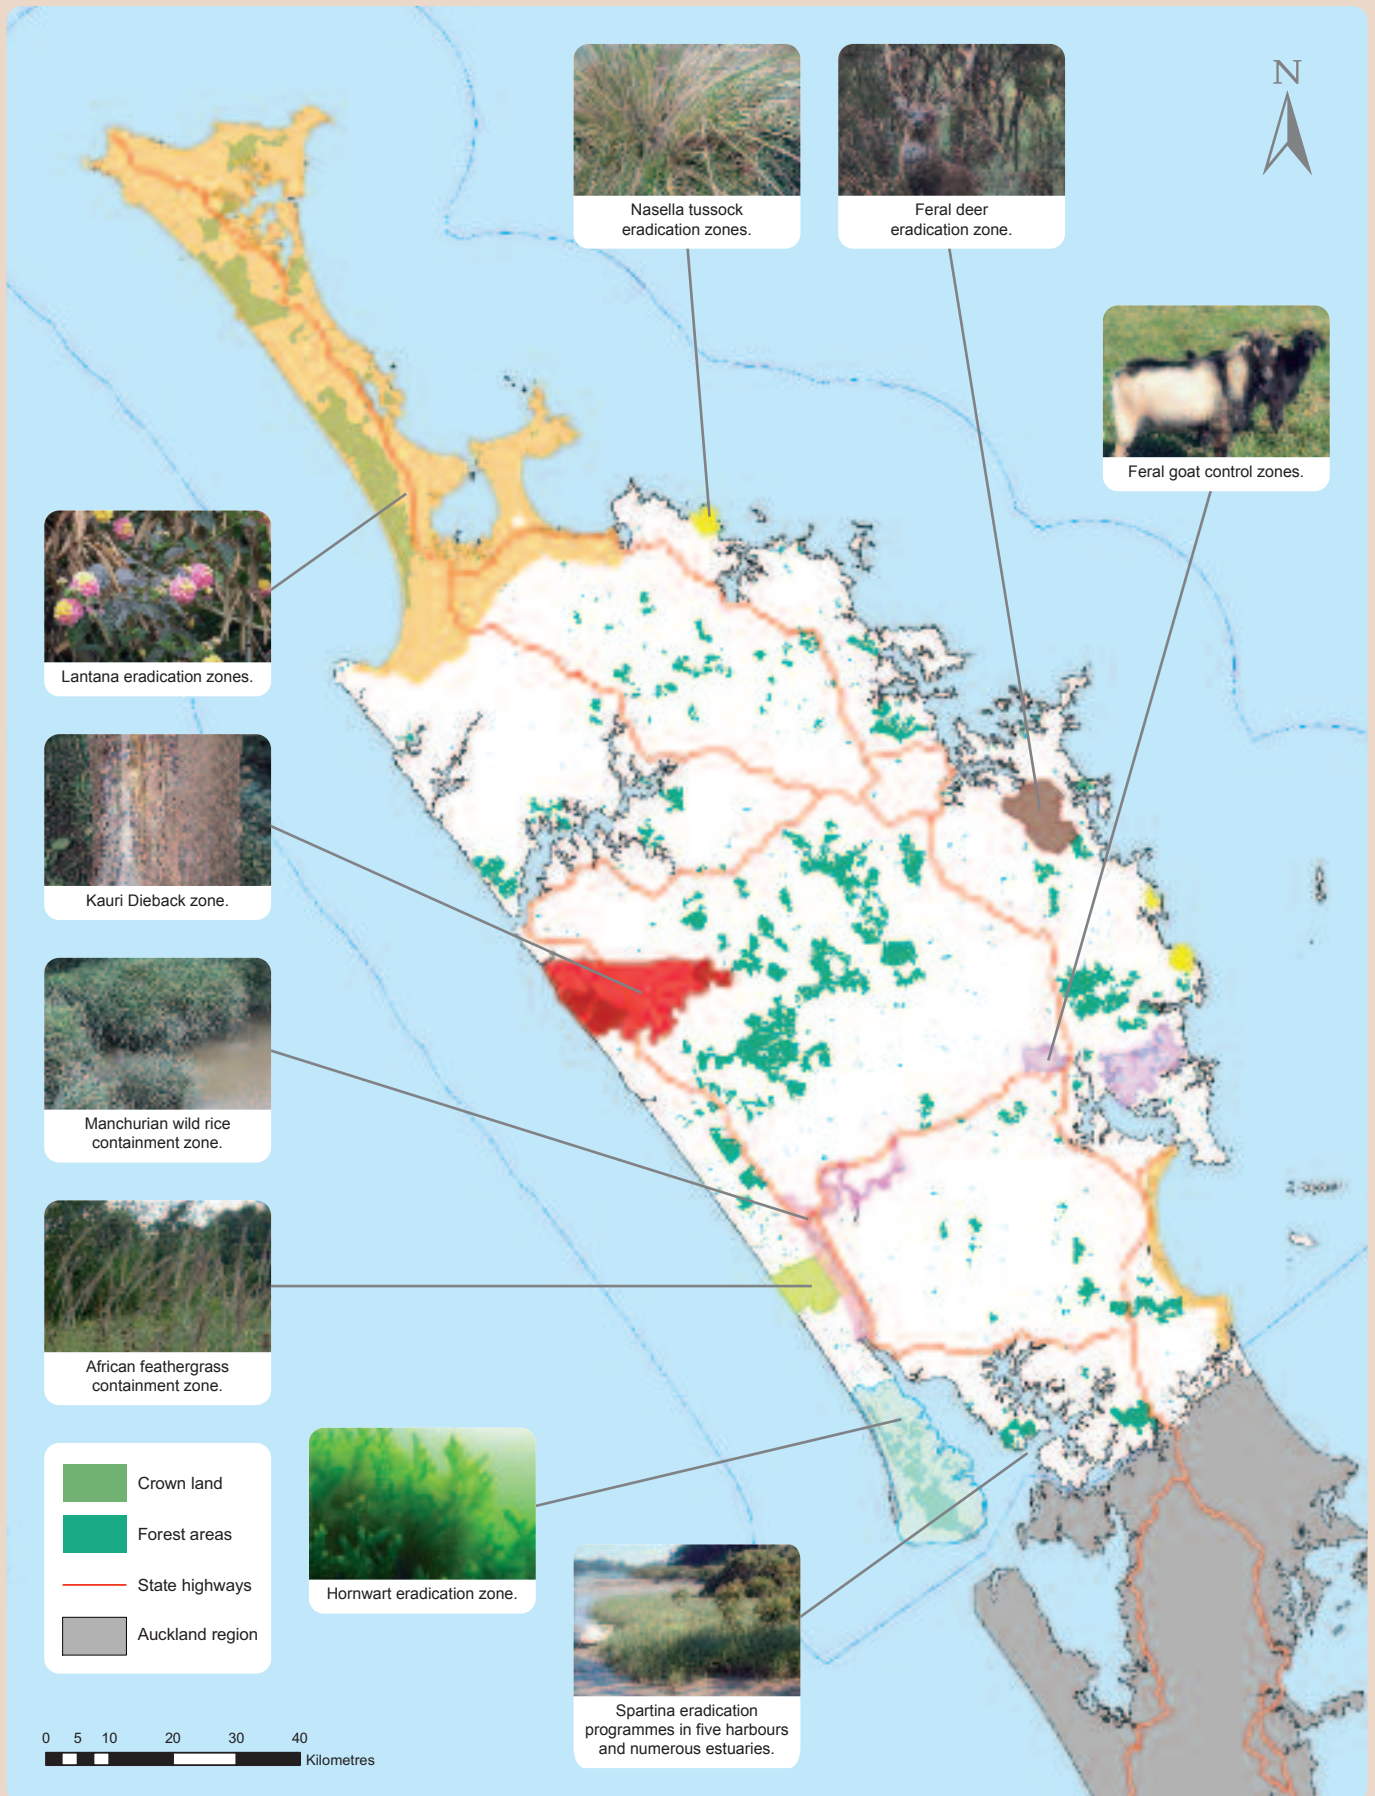 N
Nasella tussock
eradication zones.
Feral deer
eradication zone.
Feral goat control zones.
Lantana eradication zones.
Kauri Dieback zone.
Manchurian wild rice
containment zone.
African feathergrass
containment zone.
Crown land
Forest areas
State highways
Auckland region
Hornwart eradication zone.
Spartina eradication
programmes in five harbours
and numerous estuaries.
0 5 10 20 30 40
Kilometres